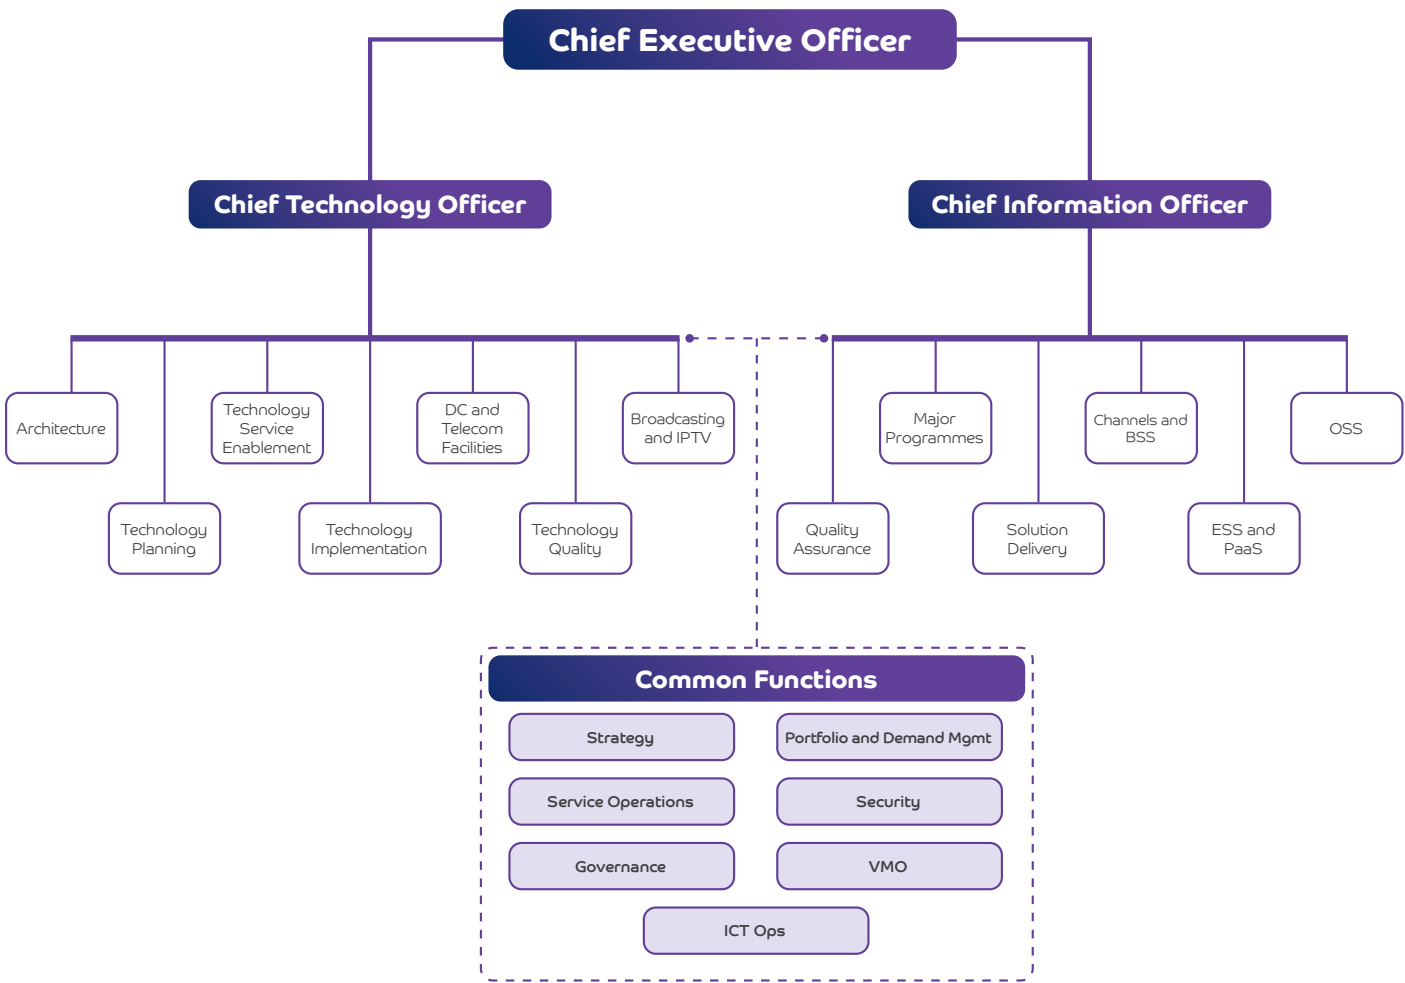 Chief Executive Officer
Chief Technology Officer
Chief Information Officer
Architecture
Technology
Service
Enablement
DC and
Telecom
Facilities
Broadcasting
and IPTV
Major
Programmes
Channels and
BSS
OSS
Technology
Planning
Technology
Implementation
Technology
Quality
Quality
Assurance
Solution
Delivery
ESS and
PaaS
Common Functions
Strategy
Portfolio and Demand Mgmt
Service Operations
Security
Governance
VMO
ICT Ops